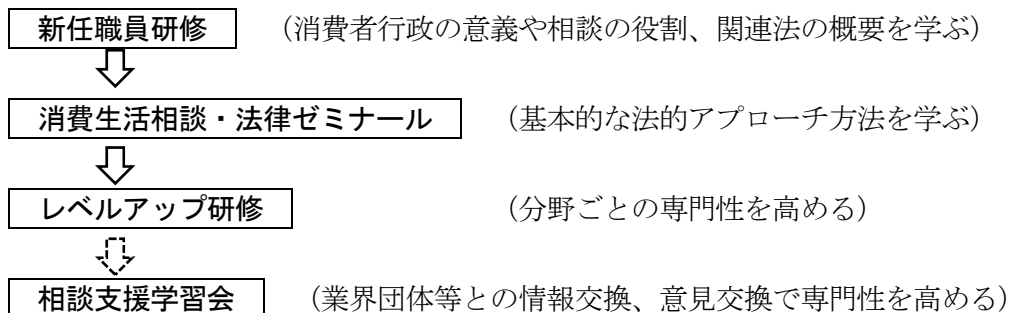 新任職員研修 （消費者行政の意義や相談の役割、関連法の概要を学ぶ）
消費生活相談・法律ゼミナール （基本的な法的アプローチ方法を学ぶ）
レベルアップ研修 （分野ごとの専門性を高める）
相談支援学習会 （業界団体等との情報交換、意見交換で専門性を高める）